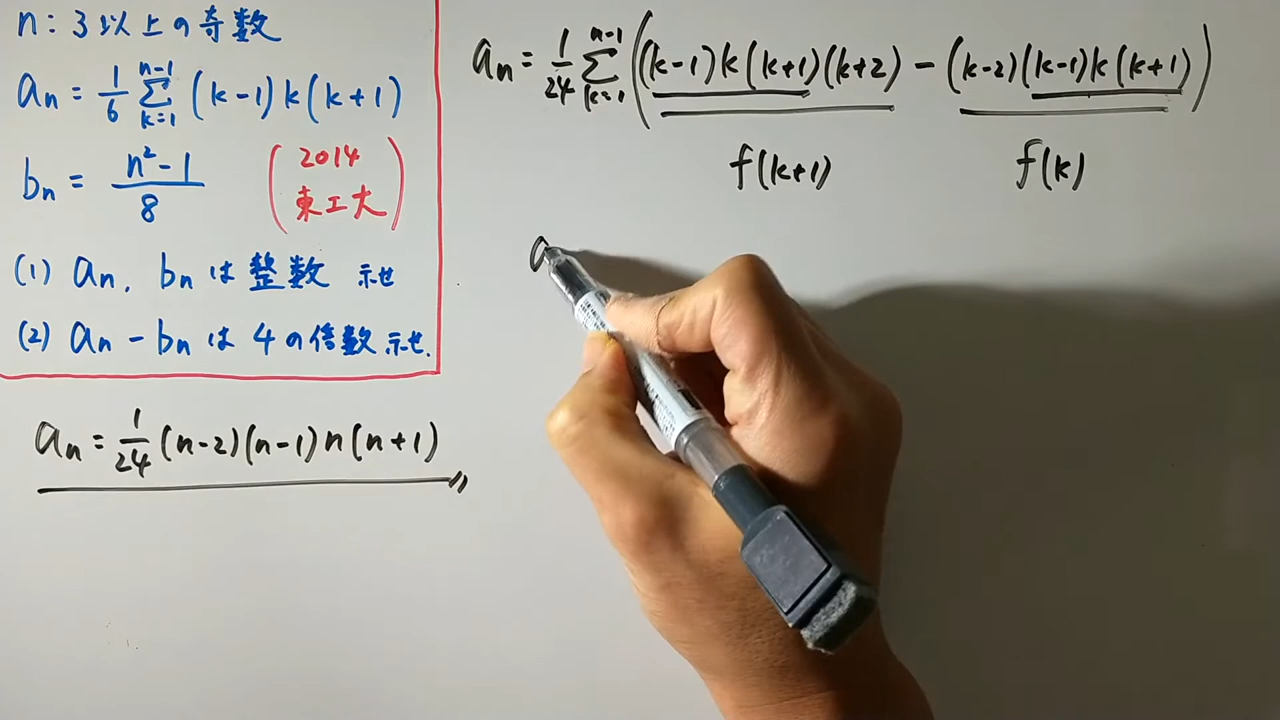 n : 3以上の奇数
an = 1/6 Σ_{k=1}^{n-1} (k-1)k(k+1)
bn = (n²-1)/8
(2014 東工大)
(1) an, bn は 整数 示せ
(2) an - bn は 4の倍数 示せ.
an = 1/24 (n-2)(n-1)n(n+1)
an = 1/24 Σ_{k=1}^{n-1} ((k-1)k(k+1)(k+2) - (k-2)(k-1)k(k+1))
f(k+1) f(k)